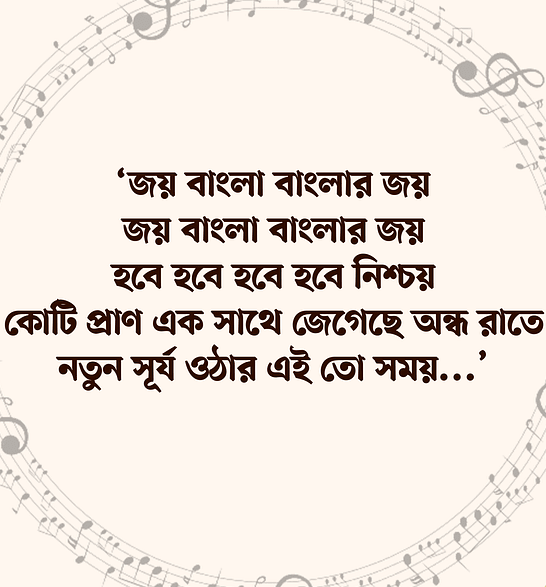 ‘জয় বাংলা বাংলার জয়
জয় বাংলা বাংলার জয়
হবে হবে হবে হবে নিশ্চয়
কোটি প্রাণ এক সাথে জেগেছে অন্ধ রাতে
নতুন সূর্য ওঠার এই তো সময়...’